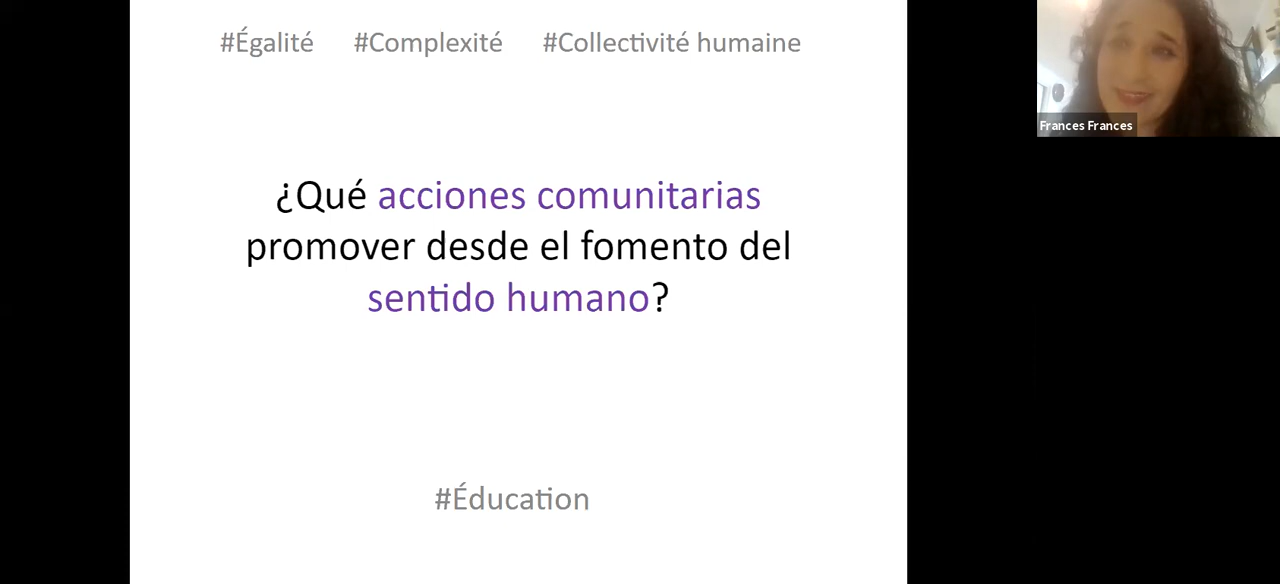 #Égalité #Complexité #Collectivité humaine
Frances Frances
¿Qué acciones comunitarias
promover desde el fomento del
sentido humano?
#Éducation